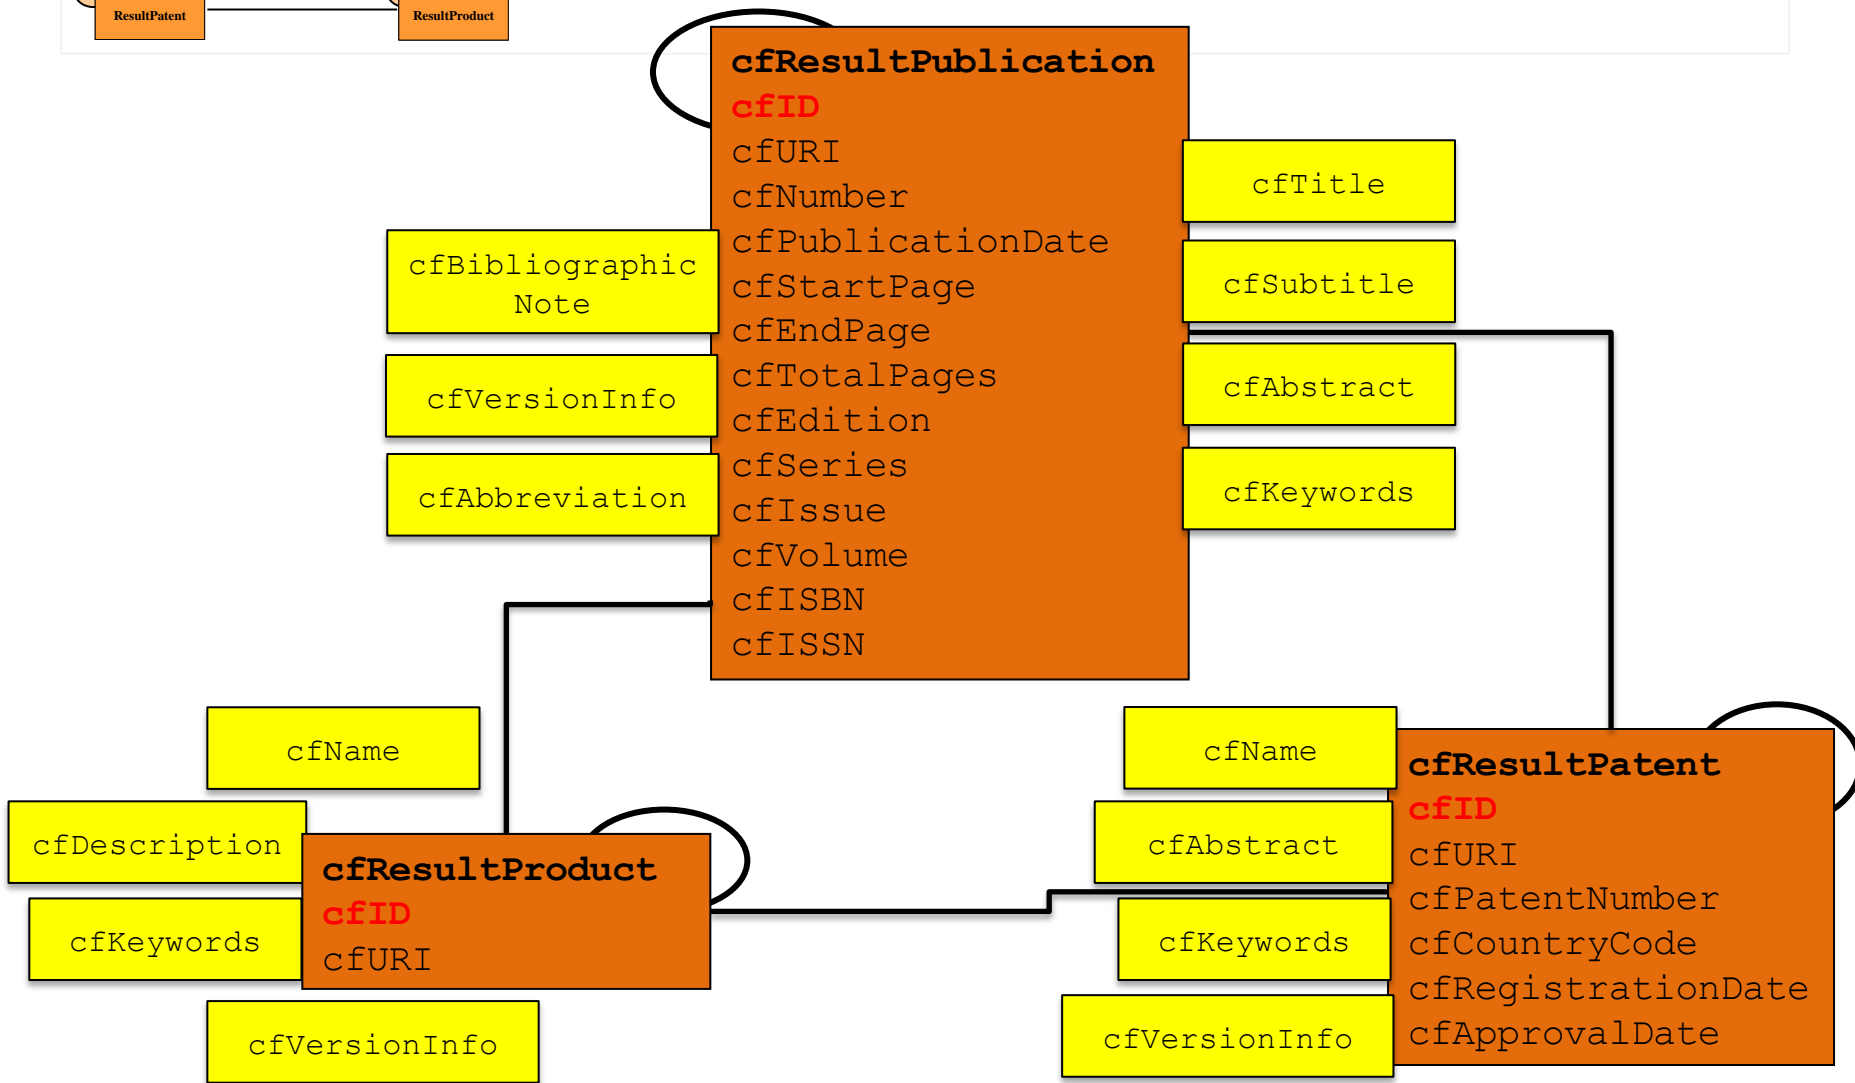 ResultPatent
ResultProduct
cfResultPublication
cfID
cfURI
cfNumber
cfPublicationDate
cfStartPage
cfEndPage
cfTotalPages
cfEdition
cfSeries
cfIssue
cfVolume
cfISBN
cfISSN
cfBibliographic
Note
cfVersionInfo
cfAbbreviation
cfTitle
cfSubtitle
cfAbstract
cfKeywords
cfName
cfDescription
cfKeywords
cfVersionInfo
cfResultProduct
cfID
cfURI
cfName
cfAbstract
cfKeywords
cfVersionInfo
cfResultPatent
cfID
cfURI
cfPatentNumber
cfCountryCode
cfRegistrationDate
cfApprovalDate